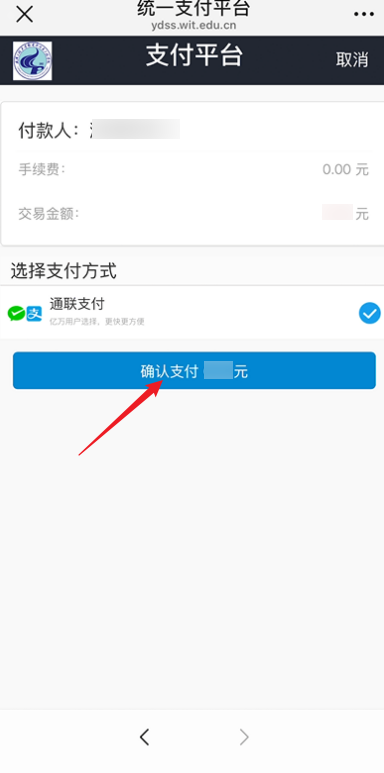 统一支付平台
ydss.wit.edu.cn
支付平台
取消
付款人：
手续费：
0.00 元
交易金额：
元
选择支付方式
支
通联支付
亿万用户选择，更快更方便
确认支付 元